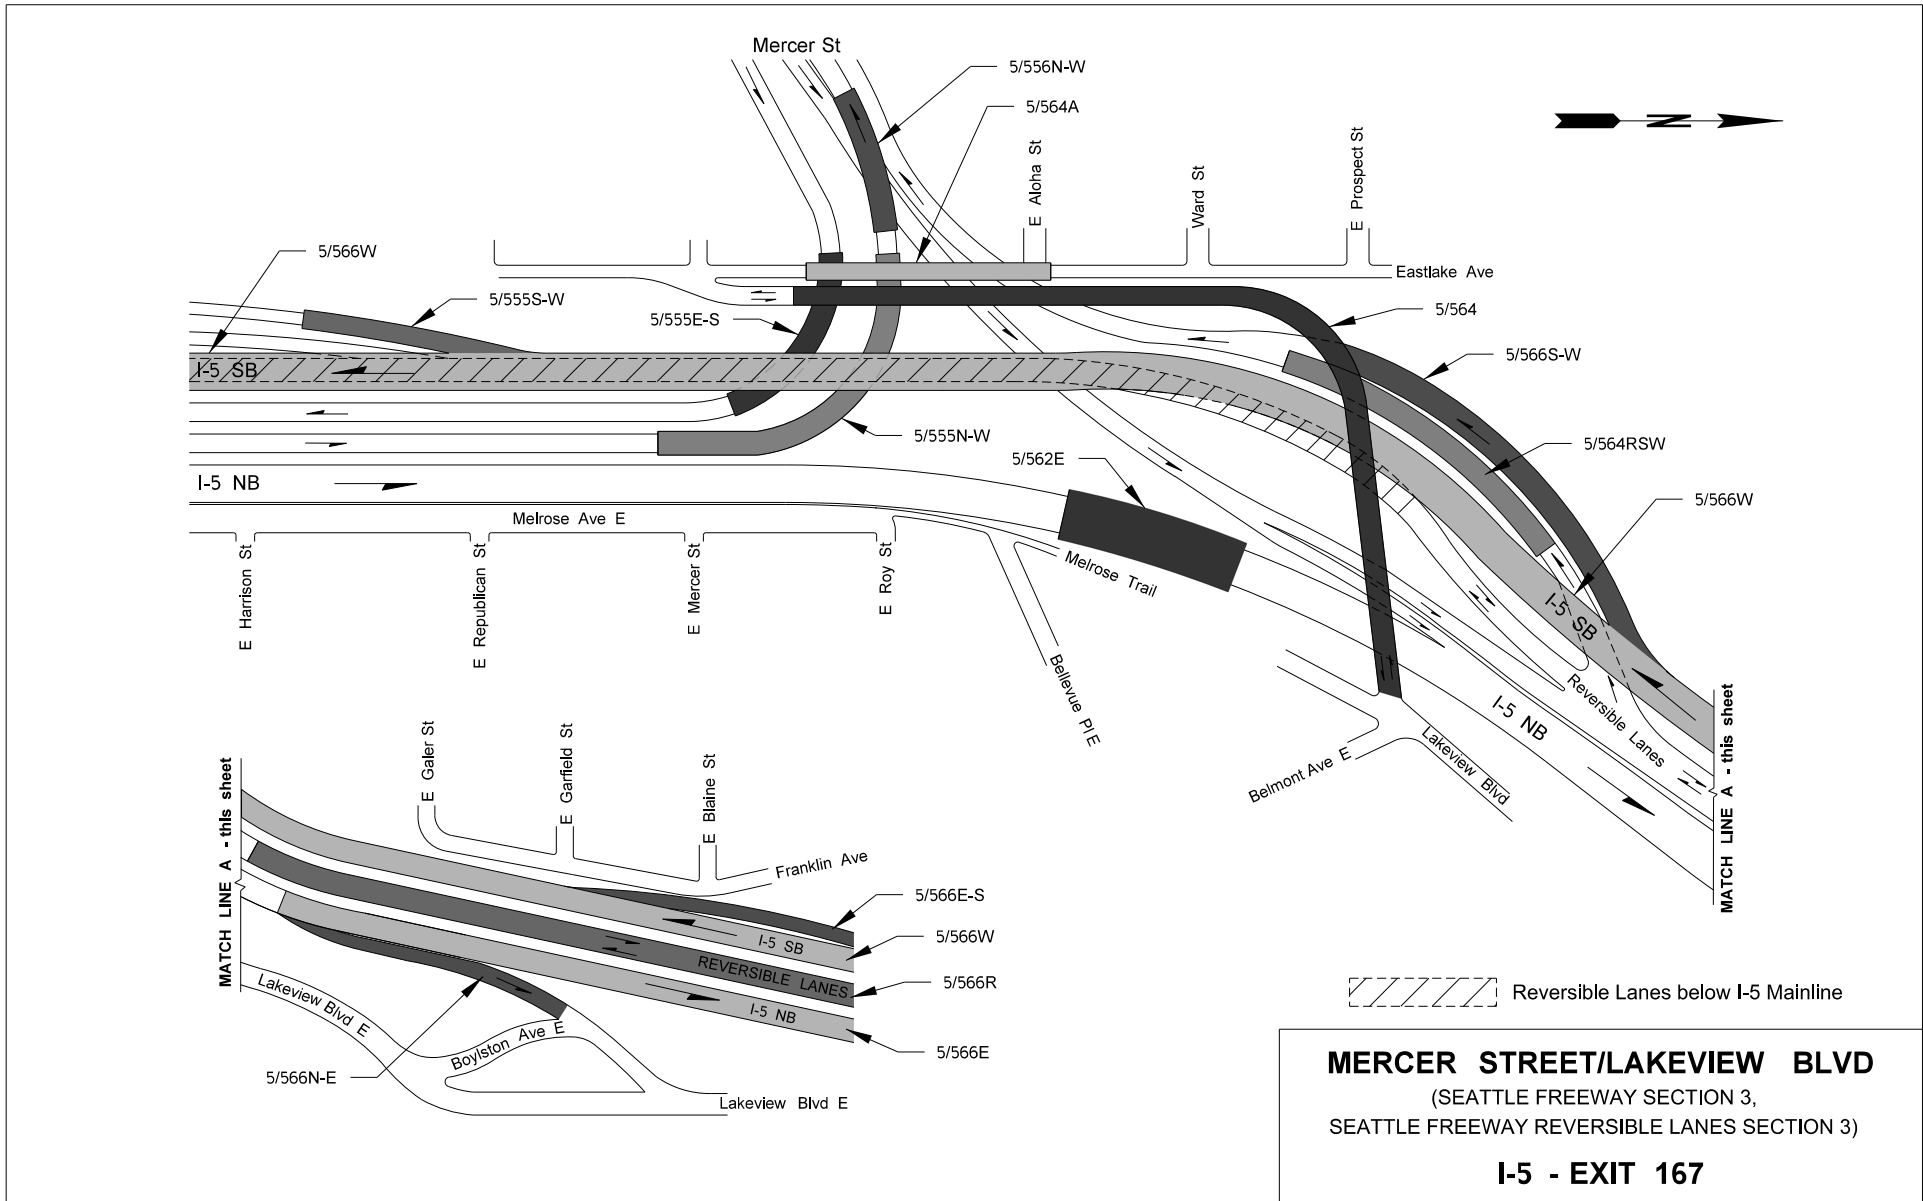 Mercer St
5/556N-W
5/564A
N
E Aloha St
Ward St
E Prospect St
5/566W
5/555S-W
5/555E-S
Eastlake Ave
5/564
5/566S-W
I-5 SB
5/555N-W
5/564RSW
5/562E
5/566W
I-5 NB
Melrose Ave E
E Harrison St
E Republican St
E Mercer St
E Roy St
Melrose Trail
Bellevue Pl E
I-5 SB
Reversible Lanes
I-5 NB
Belmont Ave E
Lakeview Blvd
MATCH LINE A - this sheet
MATCH LINE A - this sheet
E Galer St
E Garfield St
E Blaine St
Franklin Ave
5/566E-S
I-5 SB
5/566W
REVERSIBLE LANES
5/566R
I-5 NB
5/566E
Lakeview Blvd E
Boylston Ave E
5/566N-E
Lakeview Blvd E
Reversible Lanes below I-5 Mainline
MERCER STREET/LAKEVIEW BLVD
(SEATTLE FREEWAY SECTION 3,
SEATTLE FREEWAY REVERSIBLE LANES SECTION 3)
I-5 - EXIT 167